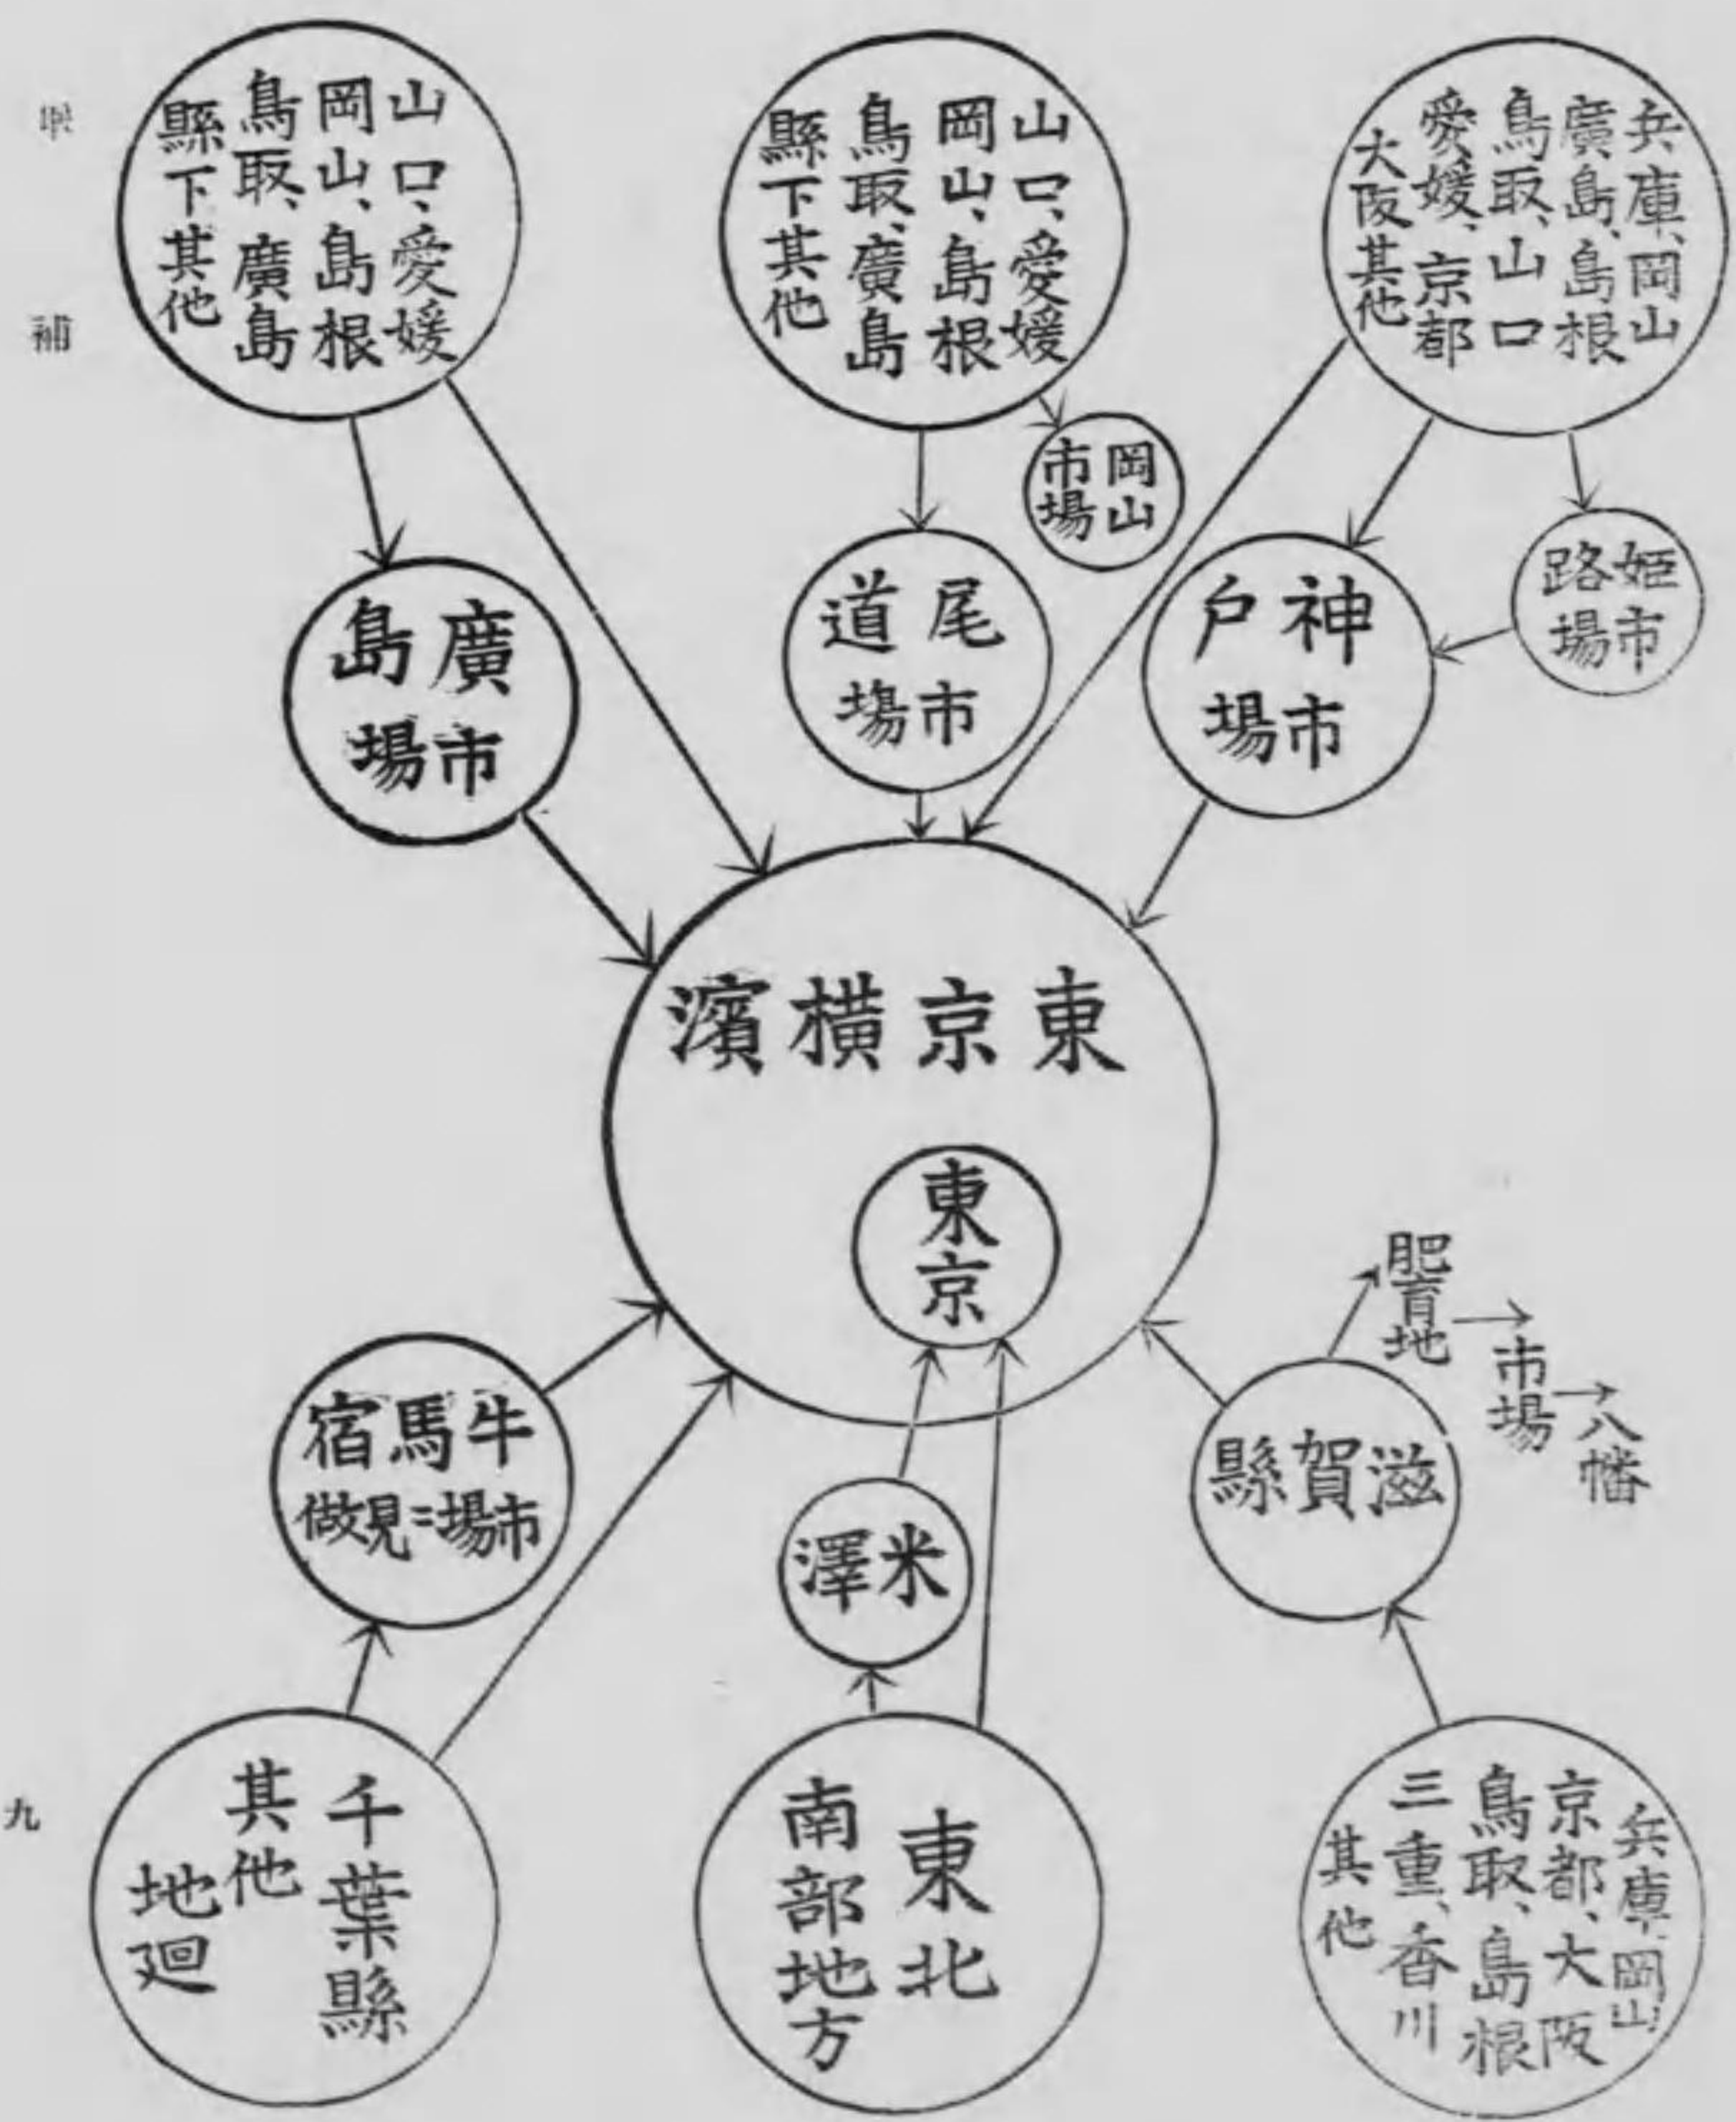 兵庫、岡山
廣島、島根
鳥取、山口
愛媛、京都
大阪其他
山口、愛媛
岡山、島根
鳥取、廣島
縣下其他
山口、愛媛
岡山、島根
鳥取、廣島
縣下其他
岡山
市場
姬路
市場
神戶
市場
尾道
市場
廣島
市場
東京橫濱
東京
肥育地
市場
八幡
滋賀縣
米澤
牛馬宿
市場ニ見做
兵庫、岡山
京都、大阪
鳥取、島根
三重、香川
其他
東北
南部地方
千葉縣
其他
地廻
補
九